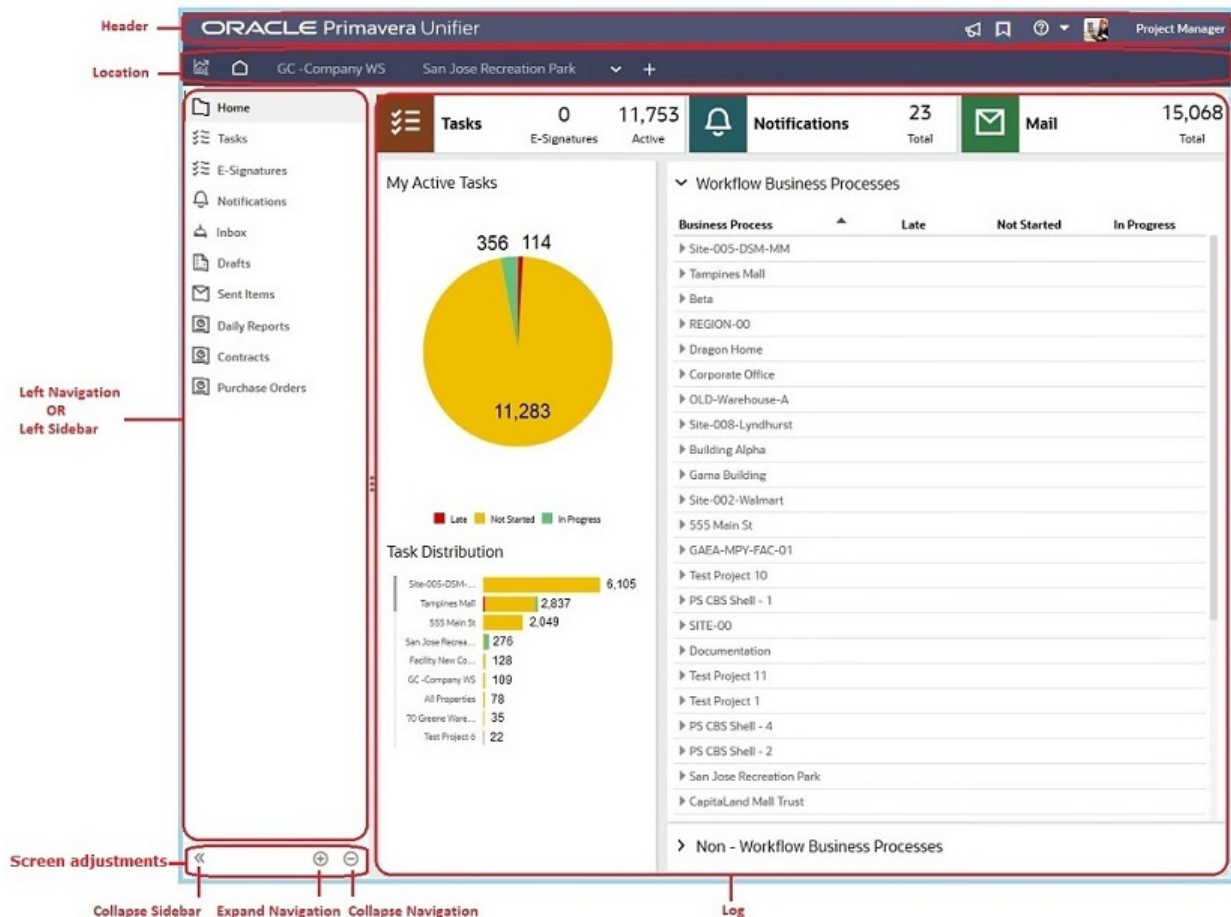 Header
ORACLE Primavera Unifier
Project Manager
Location
GC -Company WS San Jose Recreation Park
Home
Tasks
E-Signatures
Notifications
Inbox
Drafts
Sent Items
Daily Reports
Contracts
Purchase Orders
Left Navigation
OR
Left Sidebar
Tasks 0 11,753
E-Signatures Active
Notifications 23
Total
Mail 15,068
Total
My Active Tasks
356 114
11,283
Late Not Started In Progress
Task Distribution
Site-005-DSM-... 6,105
Tampines Mall 2,837
555 Main St 2,049
San Jose Recrea... 276
Facility New Co... 128
GC -Company WS 109
All Properties 78
70 Greene Ware... 35
Test Project 6 22
Workflow Business Processes
Business Process Late Not Started In Progress
Site-005-DSM-MM
Tampines Mall
Beta
REGION-00
Dragon Home
Corporate Office
OLD-Warehouse-A
Site-008-Lyndhurst
Building Alpha
Gama Building
Site-002-Walmart
555 Main St
GAEA-MPY-FAC-01
Test Project 10
PS CBS Shell - 1
SITE-00
Documentation
Test Project 11
Test Project 1
PS CBS Shell - 4
PS CBS Shell - 2
San Jose Recreation Park
CapitaLand Mall Trust
Non - Workflow Business Processes
Screen adjustments
Collapse Sidebar Expand Navigation Collapse Navigation
Log